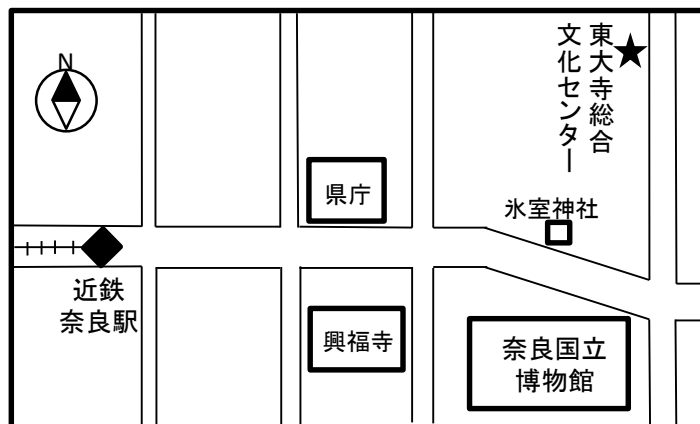 東大寺総合
文化センター
N
県庁
氷室神社
近鉄
奈良駅
興福寺
奈良国立
博物館